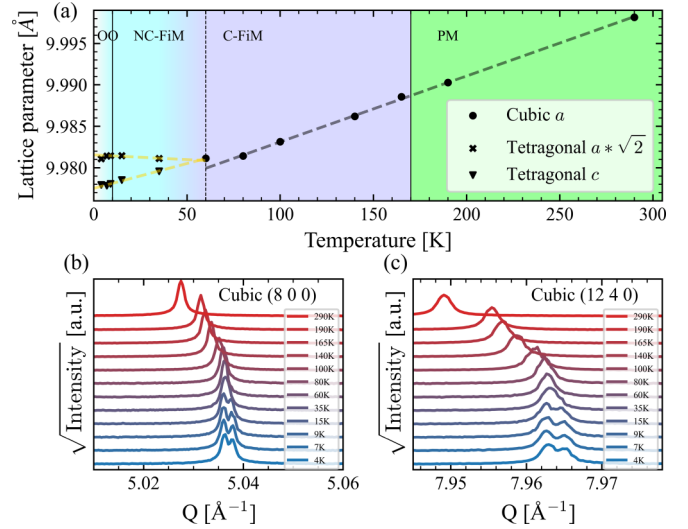 (a)
Lattice parameter [Å]
9.995
9.990
9.985
9.980
OO
NC-FiM
C-FiM
PM
Cubic a
Tetragonal a * √2
Tetragonal c
0 50 100 150 200 250 300
Temperature [K]
(b)
√Intensity [a.u.]
Cubic (8 0 0)
290K
190K
165K
140K
100K
80K
60K
35K
15K
9K
7K
4K
5.02 5.04 5.06
Q [Å⁻¹]
(c)
√Intensity [a.u.]
Cubic (12 4 0)
290K
190K
165K
140K
100K
80K
60K
35K
15K
9K
7K
4K
7.95 7.96 7.97
Q [Å⁻¹]